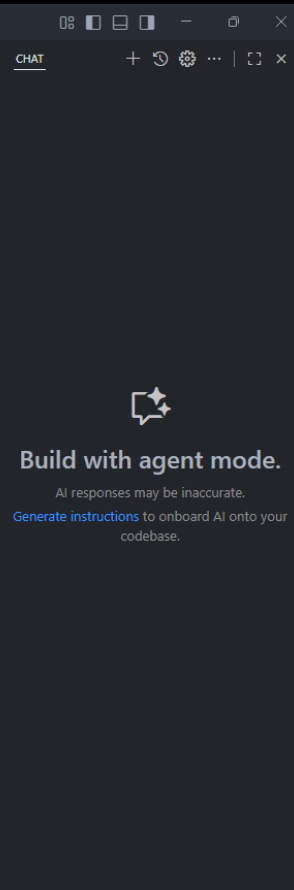 CHAT
Build with agent mode.
AI responses may be inaccurate.
Generate instructions to onboard AI onto your
codebase.